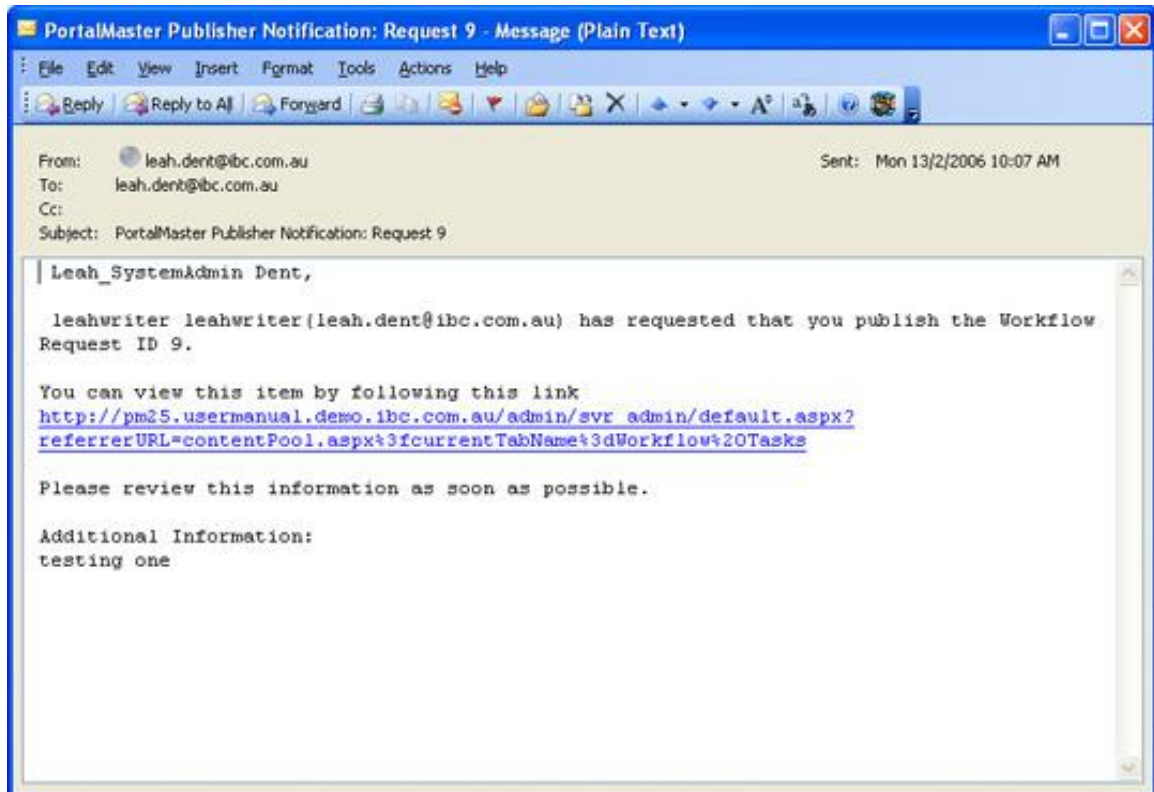 PortalMaster Publisher Notification: Request 9 - Message (Plain Text)
File Edit View Insert Format Tools Actions Help
Reply Reply to All Forward
From: leah.dent@ibc.com.au Sent: Mon 13/2/2006 10:07 AM
To: leah.dent@ibc.com.au
Cc:
Subject: PortalMaster Publisher Notification: Request 9
Leah_SystemAdmin Dent,
leahwriter leahwriter(leah.dent@ibc.com.au) has requested that you publish the Workflow
Request ID 9.
You can view this item by following this link
http://pm25.usermanual.demo.ibc.com.au/admin/svr_admin/default.aspx?
referrerURL=contentPool.aspx%3fcurrentTabName%3dWorkflow%20Tasks
Please review this information as soon as possible.
Additional Information:
testing one